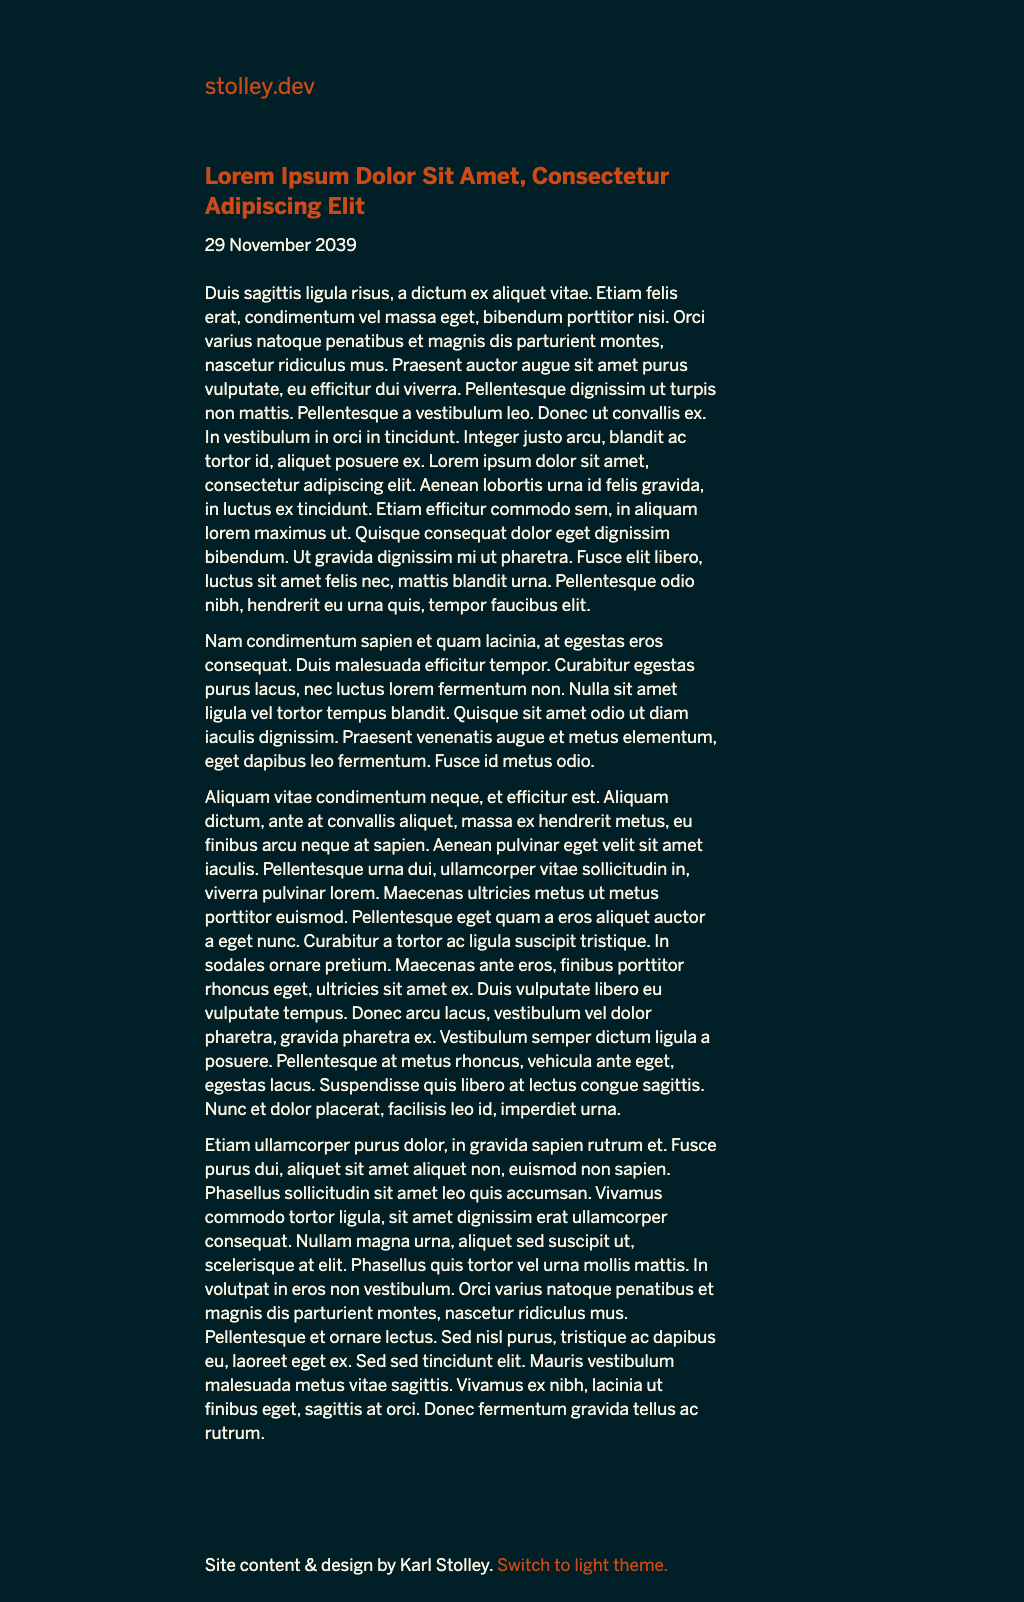 stolley.dev
Lorem Ipsum Dolor Sit Amet, Consectetur
Adipiscing Elit
29 November 2039
Duis sagittis ligula risus, a dictum ex aliquet vitae. Etiam felis
erat, condimentum vel massa eget, bibendum porttitor nisi. Orci
varius natoque penatibus et magnis dis parturient montes,
nascetur ridiculus mus. Praesent auctor augue sit amet purus
vulputate, eu efficitur dui viverra. Pellentesque dignissim ut turpis
non mattis. Pellentesque a vestibulum leo. Donec ut convallis ex.
In vestibulum in orci in tincidunt. Integer justo arcu, blandit ac
tortor id, aliquet posuere ex. Lorem ipsum dolor sit amet,
consectetur adipiscing elit. Aenean lobortis urna id felis gravida,
in luctus ex tincidunt. Etiam efficitur commodo sem, in aliquam
lorem maximus ut. Quisque consequat dolor eget dignissim
bibendum. Ut gravida dignissim mi ut pharetra. Fusce elit libero,
luctus sit amet felis nec, mattis blandit urna. Pellentesque odio
nibh, hendrerit eu urna quis, tempor faucibus elit.
Nam condimentum sapien et quam lacinia, at egestas eros
consequat. Duis malesuada efficitur tempor. Curabitur egestas
purus lacus, nec luctus lorem fermentum non. Nulla sit amet
ligula vel tortor tempus blandit. Quisque sit amet odio ut diam
iaculis dignissim. Praesent venenatis augue et metus elementum,
eget dapibus leo fermentum. Fusce id metus odio.
Aliquam vitae condimentum neque, et efficitur est. Aliquam
dictum, ante at convallis aliquet, massa ex hendrerit metus, eu
finibus arcu neque at sapien. Aenean pulvinar eget velit sit amet
iaculis. Pellentesque urna dui, ullamcorper vitae sollicitudin in,
viverra pulvinar lorem. Maecenas ultricies metus ut metus
porttitor euismod. Pellentesque eget quam a eros aliquet auctor
a eget nunc. Curabitur a tortor ac ligula suscipit tristique. In
sodales ornare pretium. Maecenas ante eros, finibus porttitor
rhoncus eget, ultricies sit amet ex. Duis vulputate libero eu
vulputate tempus. Donec arcu lacus, vestibulum vel dolor
pharetra, gravida pharetra ex. Vestibulum semper dictum ligula a
posuere. Pellentesque at metus rhoncus, vehicula ante eget,
egestas lacus. Suspendisse quis libero at lectus congue sagittis.
Nunc et dolor placerat, facilisis leo id, imperdiet urna.
Etiam ullamcorper purus dolor, in gravida sapien rutrum et. Fusce
purus dui, aliquet sit amet aliquet non, euismod non sapien.
Phasellus sollicitudin sit amet leo quis accumsan. Vivamus
commodo tortor ligula, sit amet dignissim erat ullamcorper
consequat. Nullam magna urna, aliquet sed suscipit ut,
scelerisque at elit. Phasellus quis tortor vel urna mollis mattis. In
volutpat in eros non vestibulum. Orci varius natoque penatibus et
magnis dis parturient montes, nascetur ridiculus mus.
Pellentesque et ornare lectus. Sed nisl purus, tristique ac dapibus
eu, laoreet eget ex. Sed sed tincidunt elit. Mauris vestibulum
malesuada metus vitae sagittis. Vivamus ex nibh, lacinia ut
finibus eget, sagittis at orci. Donec fermentum gravida tellus ac
rutrum.
Site content & design by Karl Stolley. Switch to light theme.